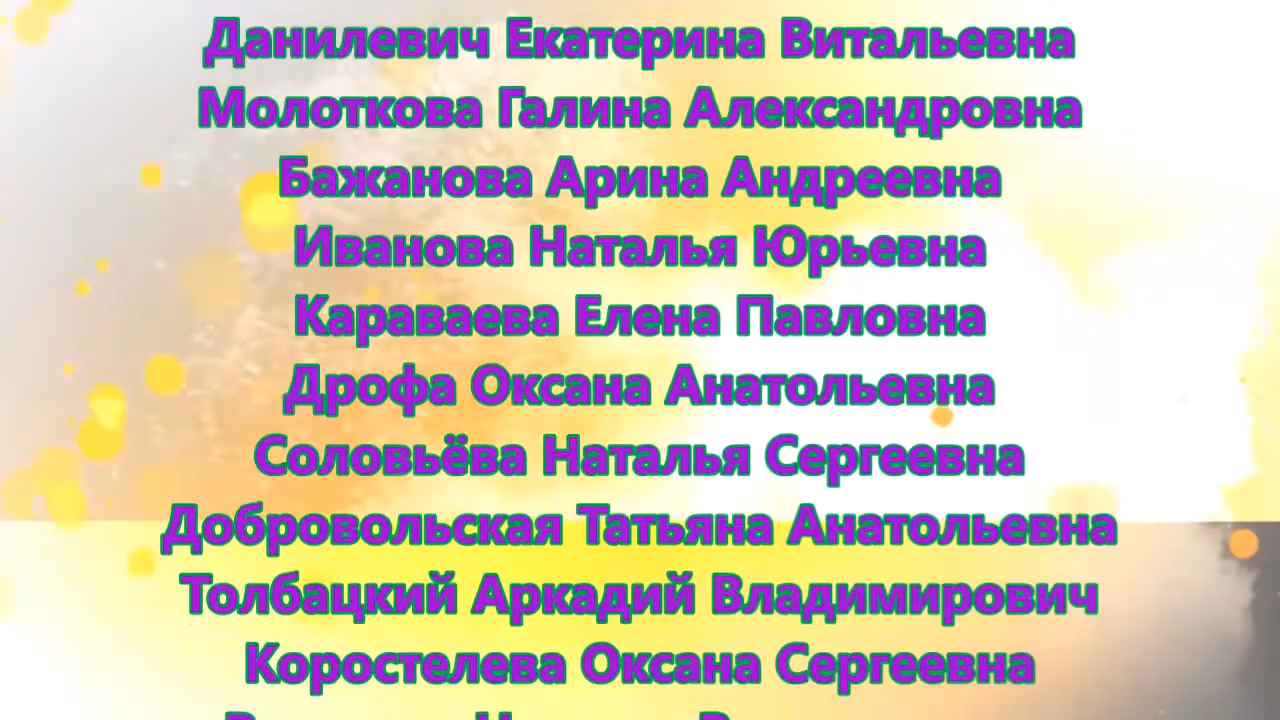 Данилевич Екатерина Витальевна
Молоткова Галина Александровна
Бажанова Арина Андреевна
Иванова Наталья Юрьевна
Караваева Елена Павловна
Дрофа Оксана Анатольевна
Соловьёва Наталья Сергеевна
Добровольская Татьяна Анатольевна
Толбацкий Аркадий Владимирович
Коростелева Оксана Сергеевна